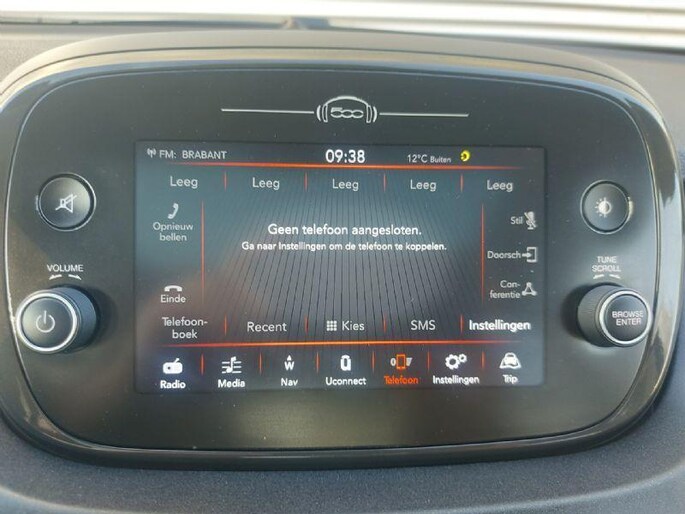 500
FM: BRABANT 09:38 12°C Buiten
Leeg Leeg Leeg Leeg Leeg
Opnieuw
bellen
Geen telefoon aangesloten.
Ga naar Instellingen om de telefoon te koppelen.
Stil
Doorsch
Con-
ferentie
Einde
VOLUME
TUNE
SCROLL
BROWSE
ENTER
Telefoon-
boek
Recent Kies SMS Instellingen
Radio Media Nav Uconnect Telefoon Instellingen Trip